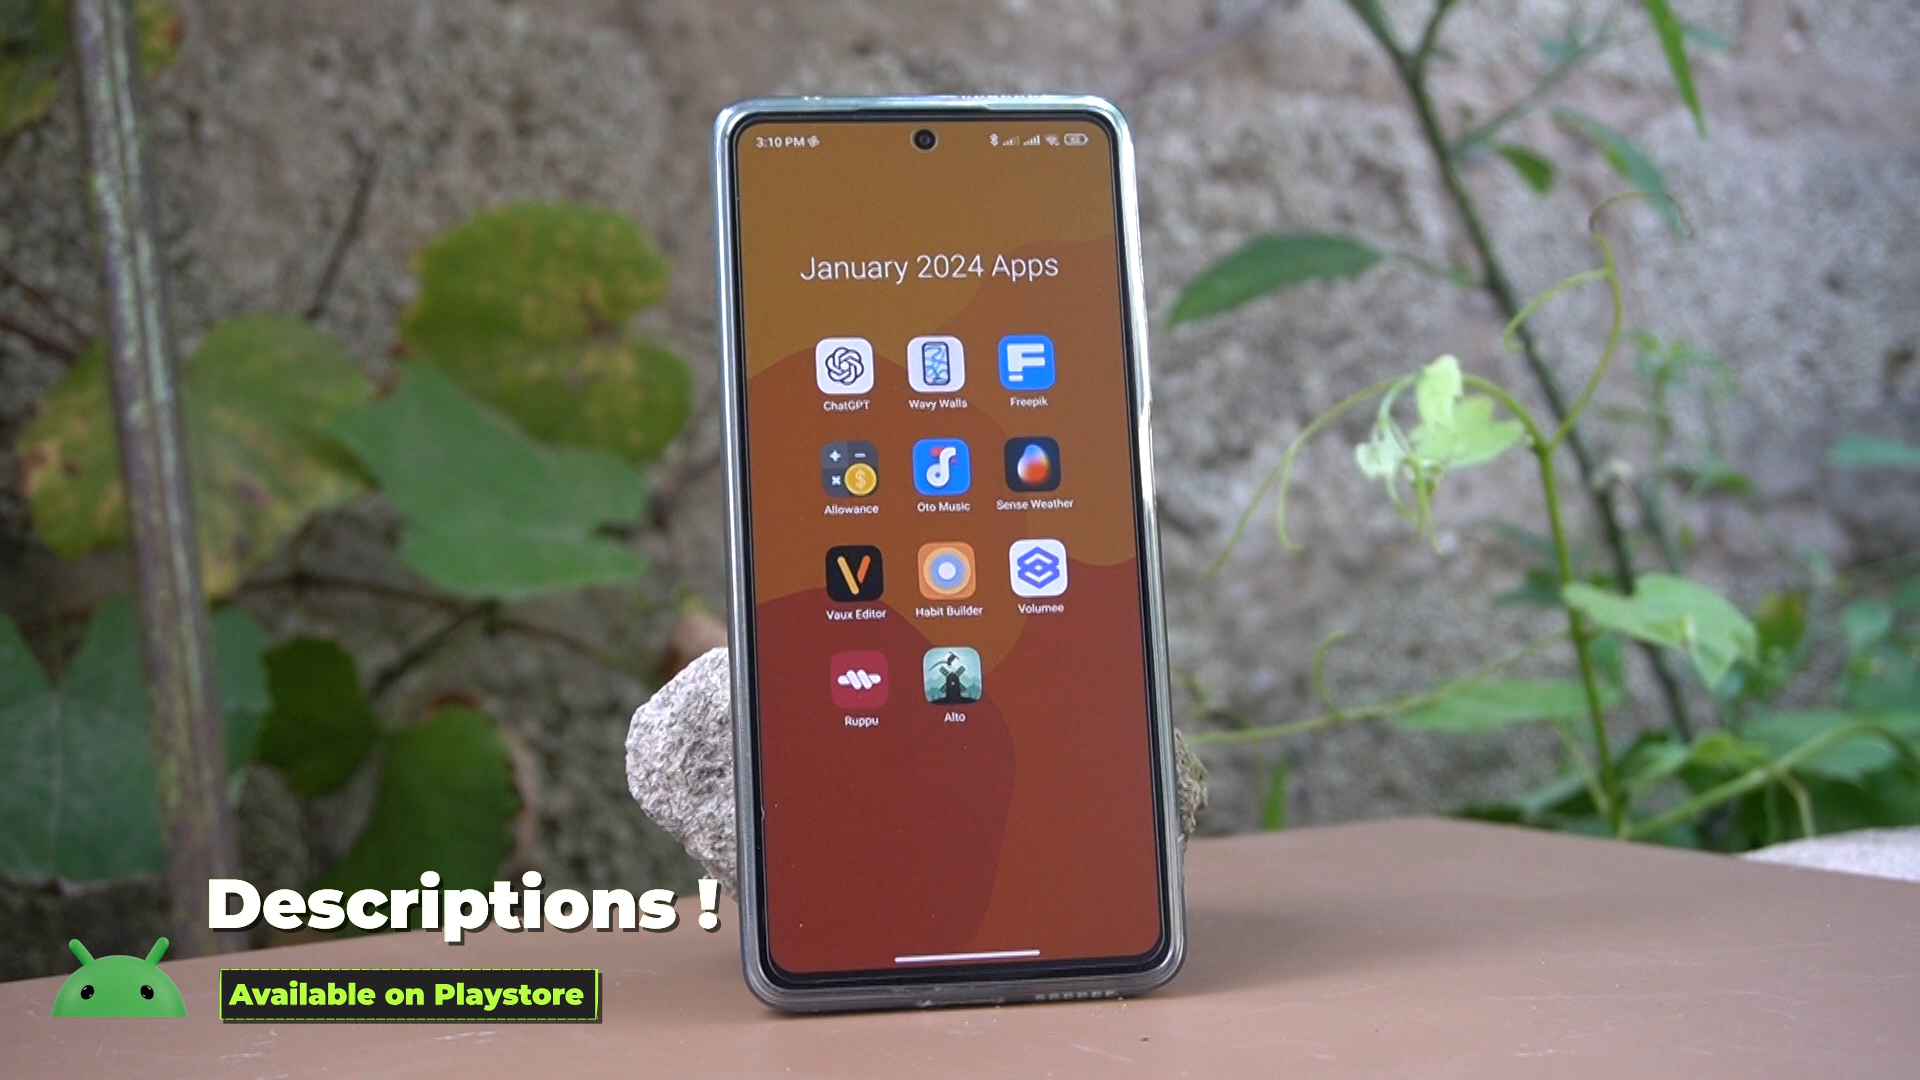 3:10 PM
January 2024 Apps
ChatGPT
Wavy Walls
Freepik
Allowance
Oto Music
Sense Weather
Vaux Editor
Habit Builder
Volumee
Ruppu
Alto
Descriptions !
Available on Playstore